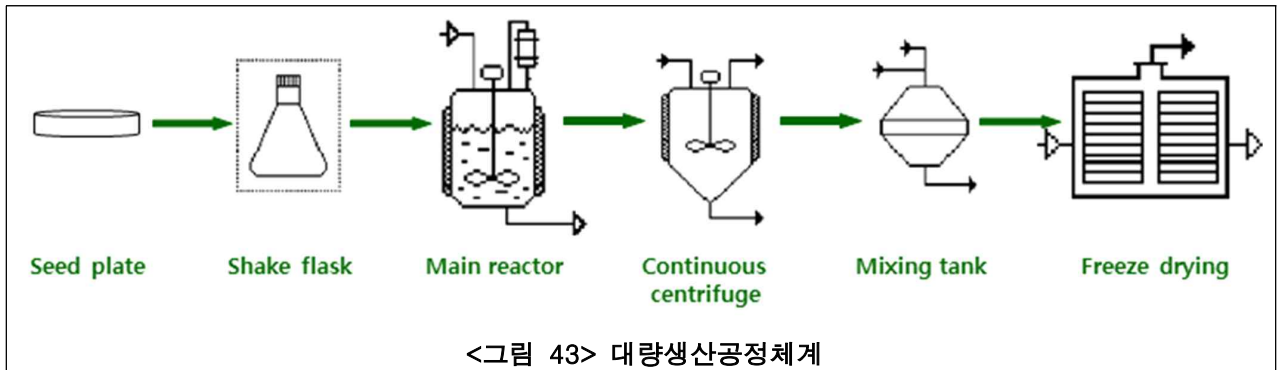 Seed plate
Shake flask
Main reactor
Continuous
centrifuge
Mixing tank
Freeze drying
<그림 43> 대량생산공정체계